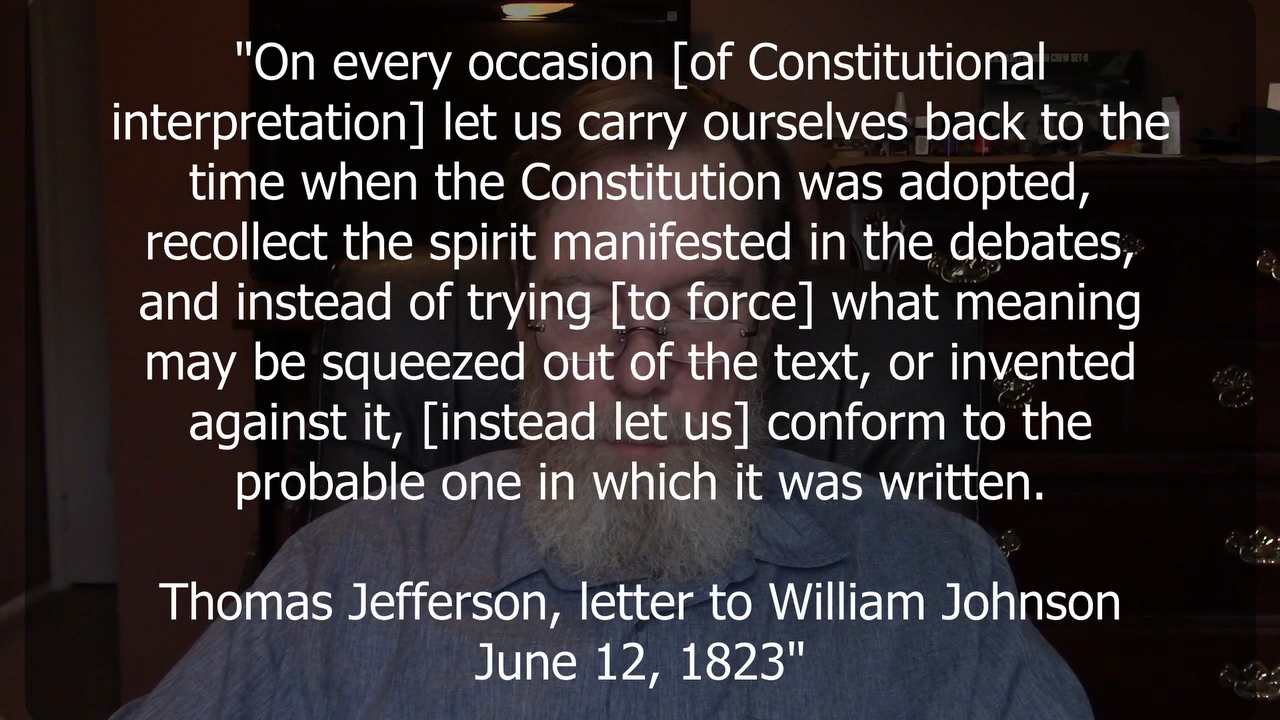 "On every occasion [of Constitutional
interpretation] let us carry ourselves back to the
time when the Constitution was adopted,
recollect the spirit manifested in the debates,
and instead of trying [to force] what meaning
may be squeezed out of the text, or invented
against it, [instead let us] conform to the
probable one in which it was written.
Thomas Jefferson, letter to William Johnson
June 12, 1823"